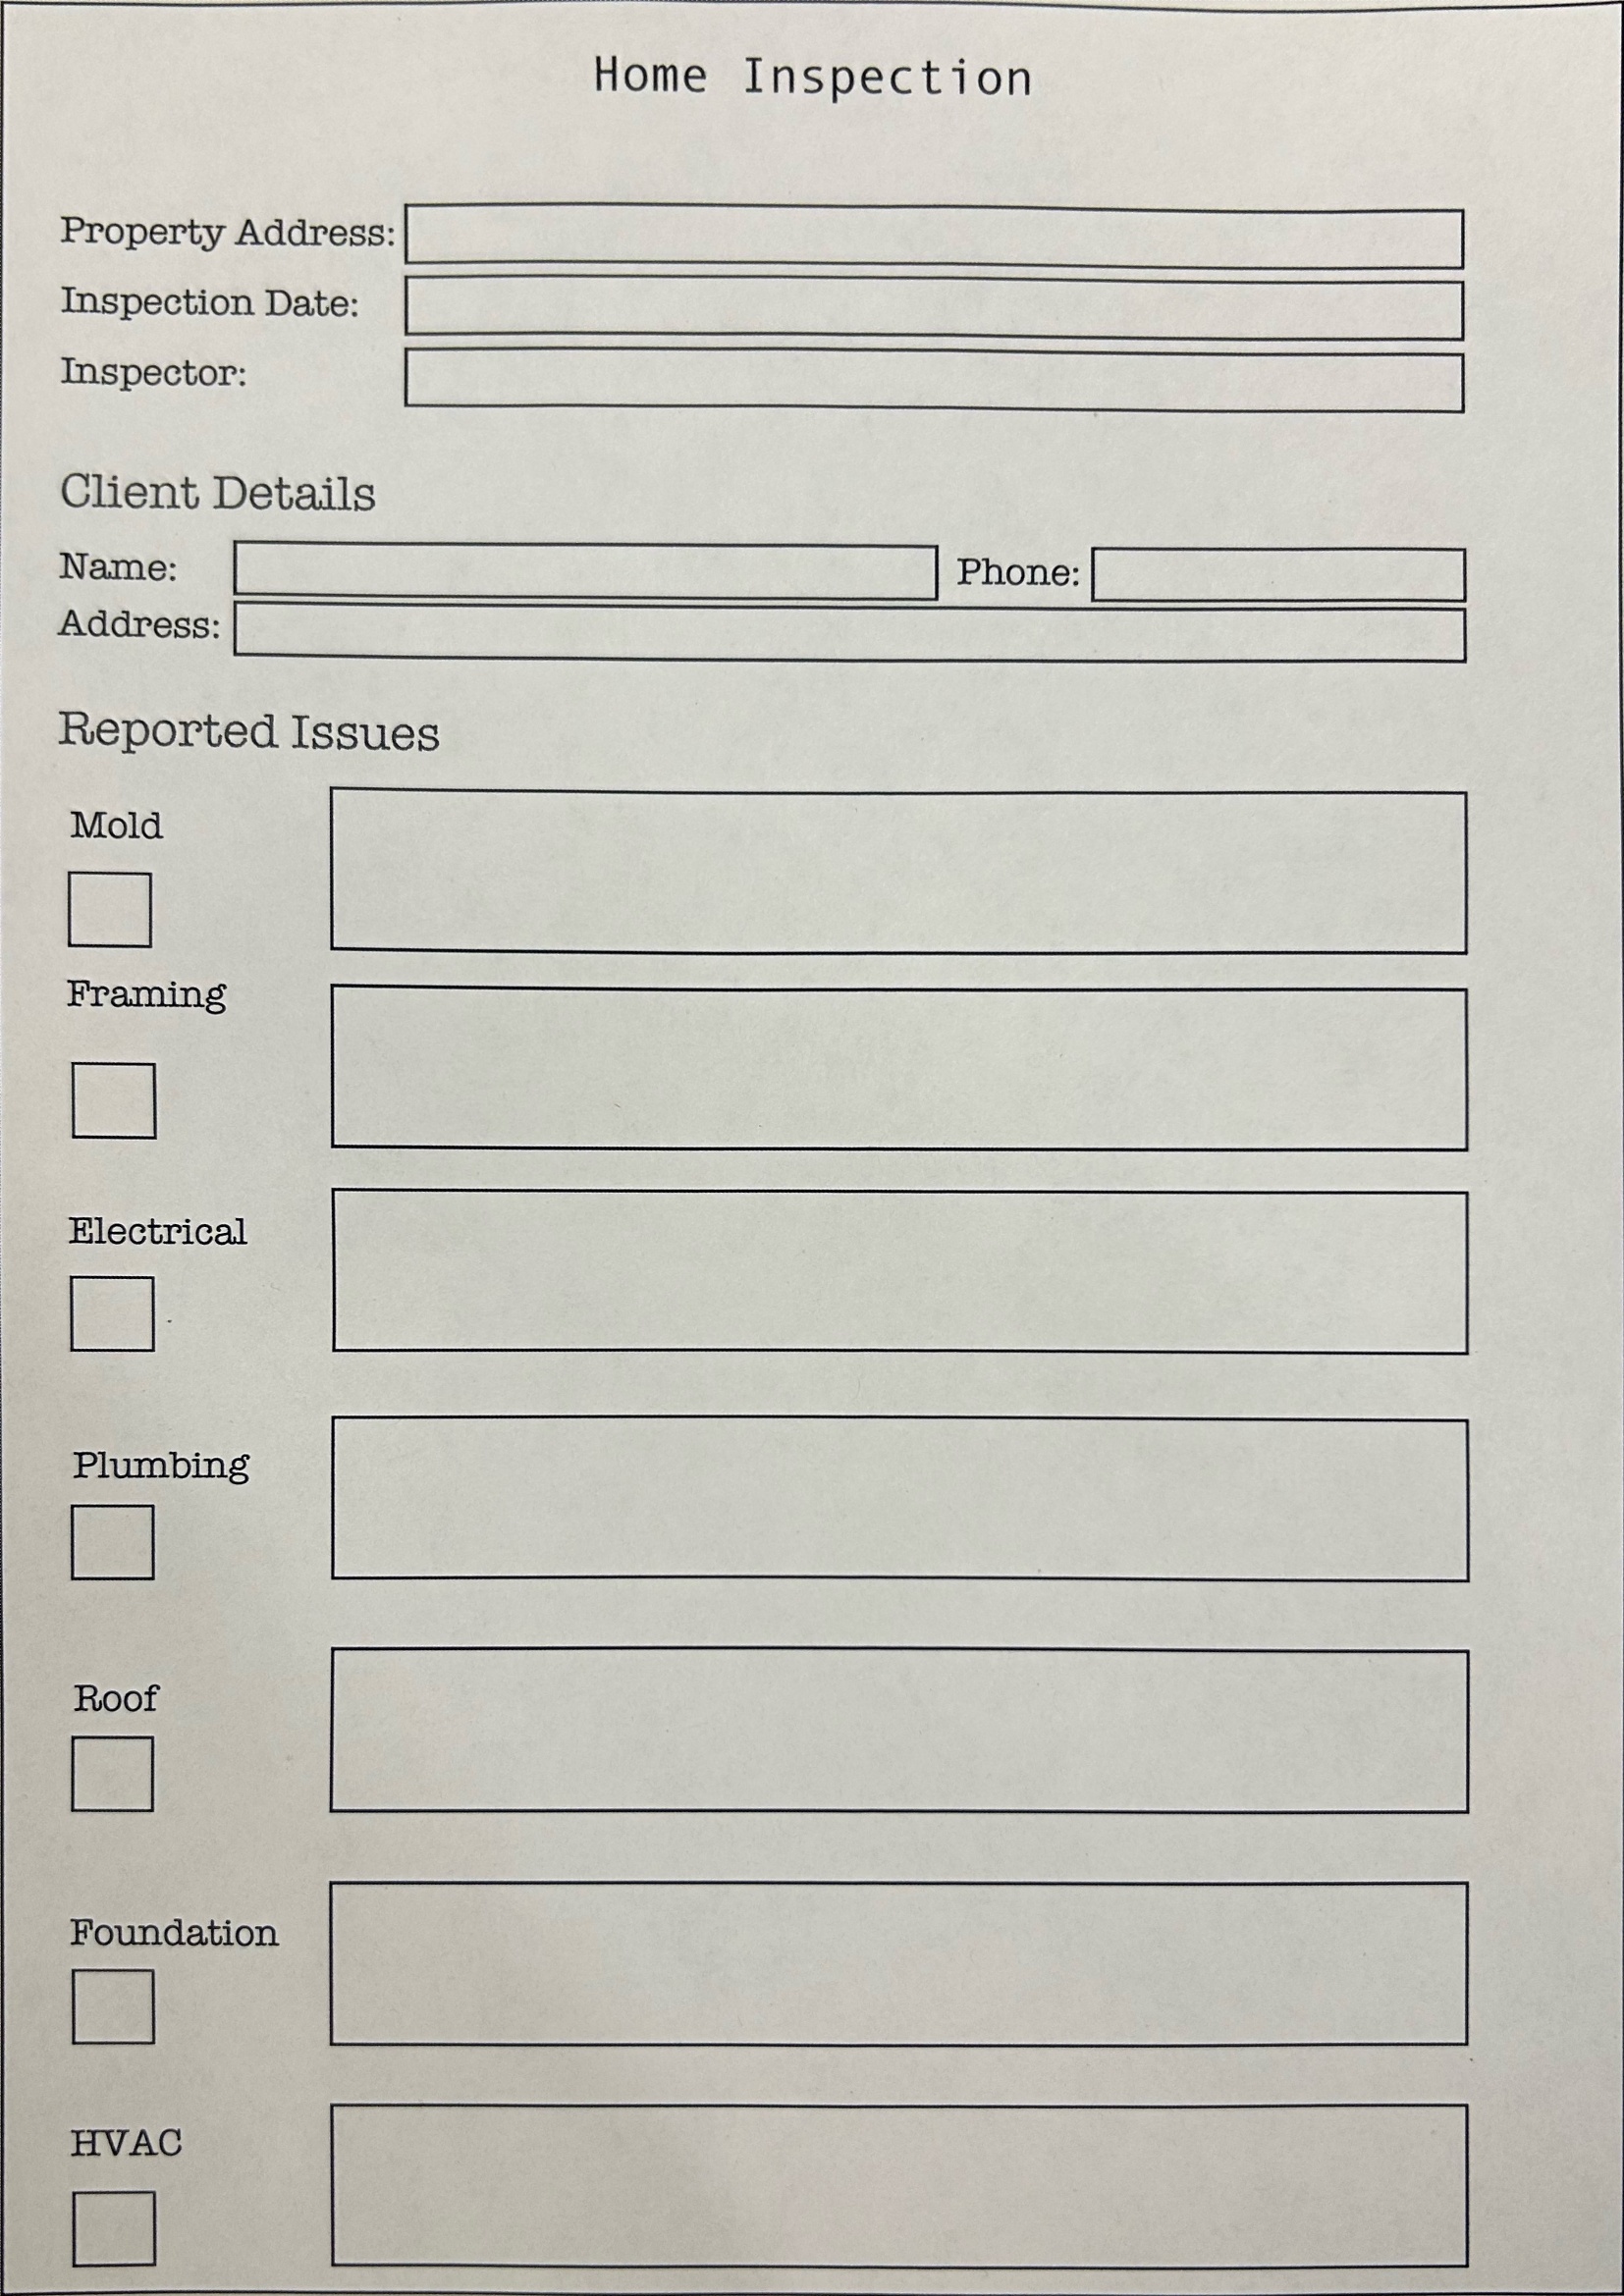 Home Inspection
Property Address:
Inspection Date:
Inspector:
Client Details
Name: Phone:
Address:
Reported Issues
Mold
Framing
Electrical
Plumbing
Roof
Foundation
HVAC